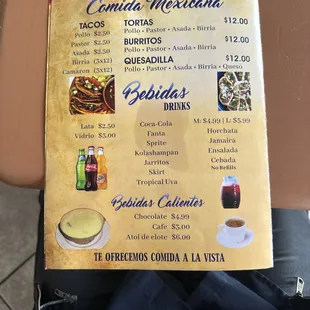 Comida Mexicana
TACOS
Pollo $2.50
Pastor $2.50
Asada $2.50
Birria (3x12)
Camaron (3x12)
TORTAS $12.00
Pollo • Pastor • Asada • Birria
BURRITOS $12.00
Pollo • Pastor • Asada • Birria
QUESADILLA $12.00
Pollo • Pastor • Asada • Birria • Queso
Bebidas
DRINKS
Lata $2.50
Vidrio $3.00
Coca-Cola
Fanta
Sprite
Kolashampan
Jarritos
Skirt
Tropical Uva
M: $4.99 | L: $5.99
Horchata
Jamaica
Ensalada
Cebada
No Refills
Bebidas Calientes
Chocolate $4.99
Cafe $3.00
Atol de elote $6.00
TE OFRECEMOS COMIDA A LA VISTA